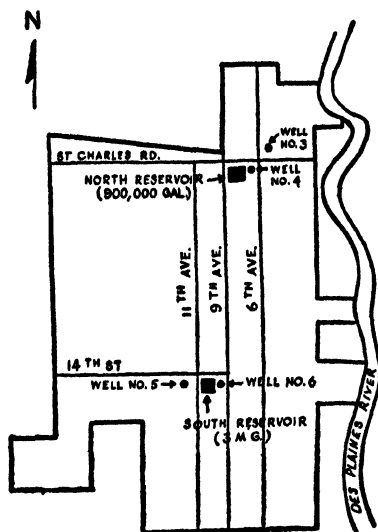 N
WELL
NO. 3
ST CHARLES RD.
NORTH RESERVOIR
(800,000 GAL)
WELL
NO. 4
11TH AVE.
9TH AVE.
6TH AVE.
14TH ST
WELL NO. 5
WELL NO. 6
SOUTH RESERVOIR
(3 M G.)
DES PLAINES RIVER